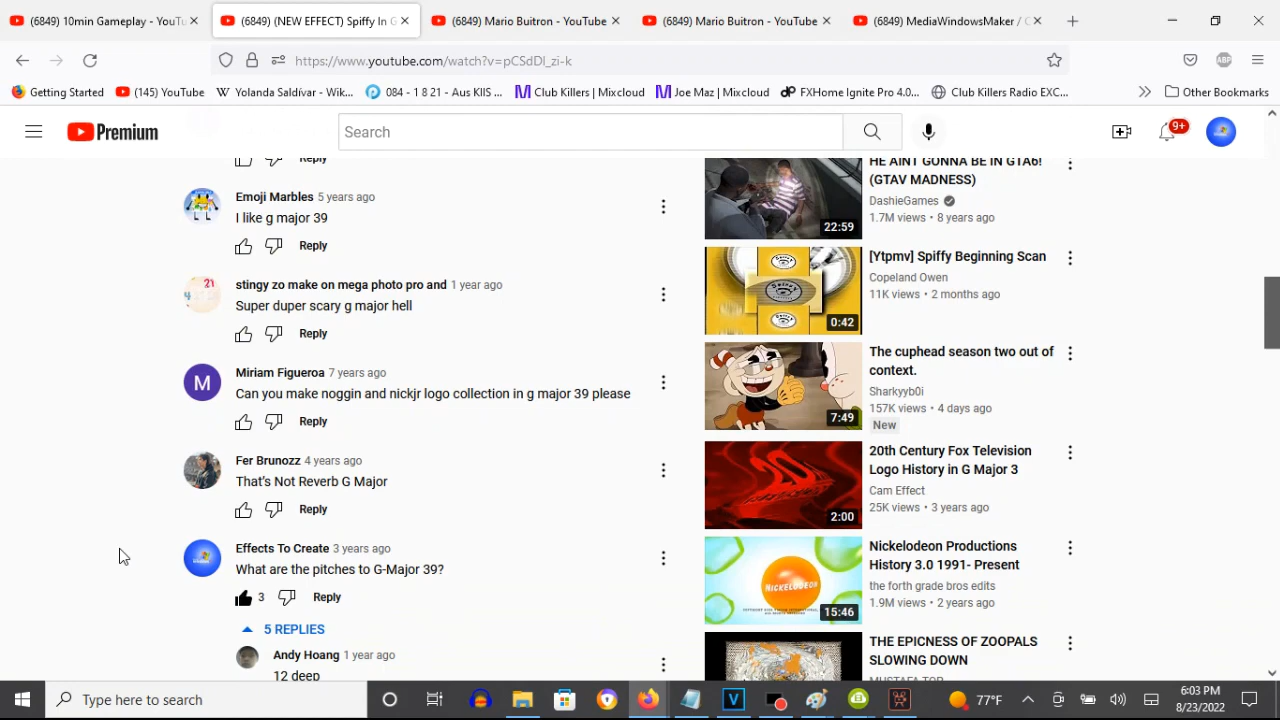 (6849) 10min Gameplay - YouTu
(6849) (NEW EFFECT) Spiffy In G
(6849) Mario Buitron - YouTube
(6849) Mario Buitron - YouTube
(6849) MediaWindowsMaker / C
https://www.youtube.com/watch?v=pCSdDl_zi-k
ABP
Getting Started
(145) YouTube
Yolanda Saldívar - Wik...
084 - 1 8 21 - Aus KIIS ...
Club Killers | Mixcloud
Joe Maz | Mixcloud
FXHome Ignite Pro 4.0...
Club Killers Radio EXC...
Other Bookmarks
Premium
Search
9+
Reply
Emoji Marbles 5 years ago
I like g major 39
Reply
stingy zo make on mega photo pro and 1 year ago
Super duper scary g major hell
Reply
M
Miriam Figueroa 7 years ago
Can you make noggin and nickjr logo collection in g major 39 please
Reply
Fer Brunozz 4 years ago
That's Not Reverb G Major
Reply
Effects To Create 3 years ago
What are the pitches to G-Major 39?
3 Reply
5 REPLIES
Andy Hoang 1 year ago
12 deep
HE AINT GONNA BE IN GTA6!
(GTAV MADNESS)
DashieGames
1.7M views • 8 years ago
22:59
[Ytpmv] Spiffy Beginning Scan
Copeland Owen
11K views • 2 months ago
0:42
The cuphead season two out of
context.
Sharkyyb0i
157K views • 4 days ago
New
7:49
20th Century Fox Television
Logo History in G Major 3
Cam Effect
25K views • 3 years ago
2:00
Nickelodeon Productions
History 3.0 1991- Present
the forth grade bros edits
1.9M views • 2 years ago
NICKELODEON
15:46
THE EPICNESS OF ZOOPALS
SLOWING DOWN
Type here to search
77°F
6:03 PM
8/23/2022